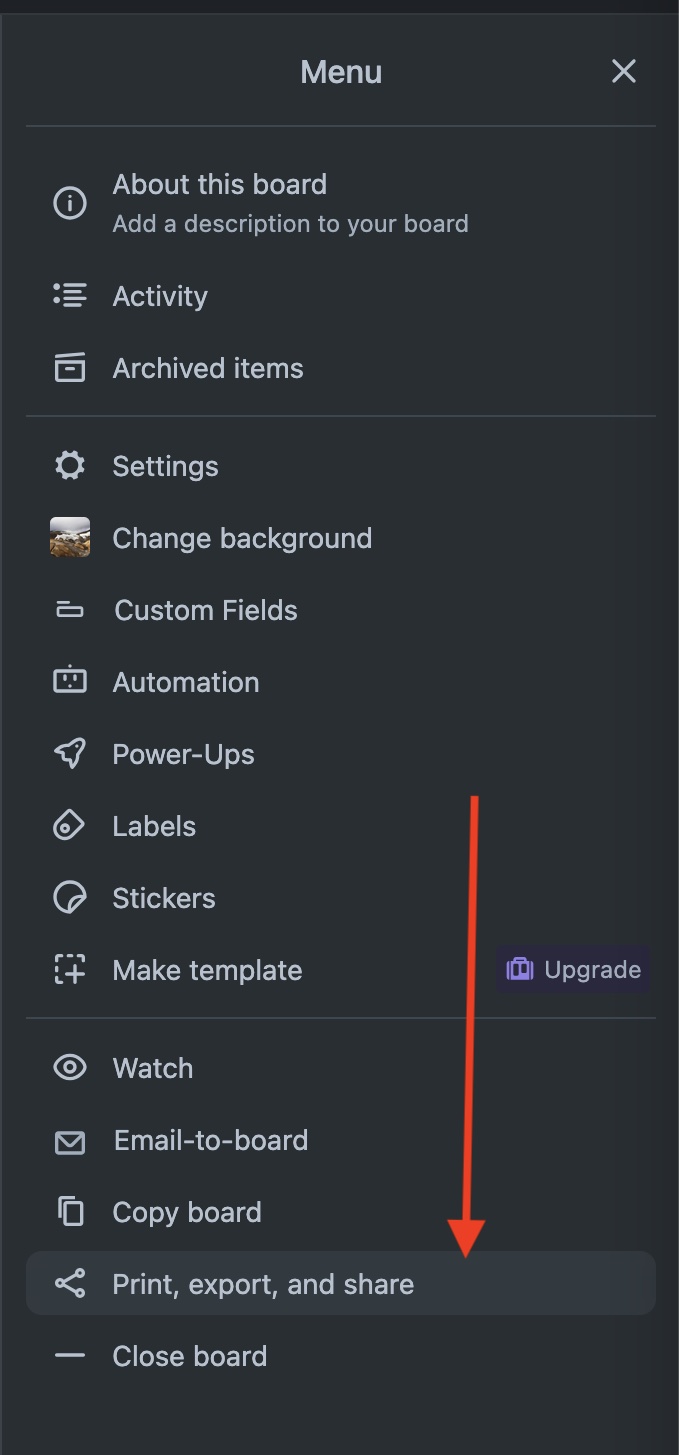 Menu
About this board
Add a description to your board
Activity
Archived items
Settings
Change background
Custom Fields
Automation
Power-Ups
Labels
Stickers
Make template
Upgrade
Watch
Email-to-board
Copy board
Print, export, and share
Close board